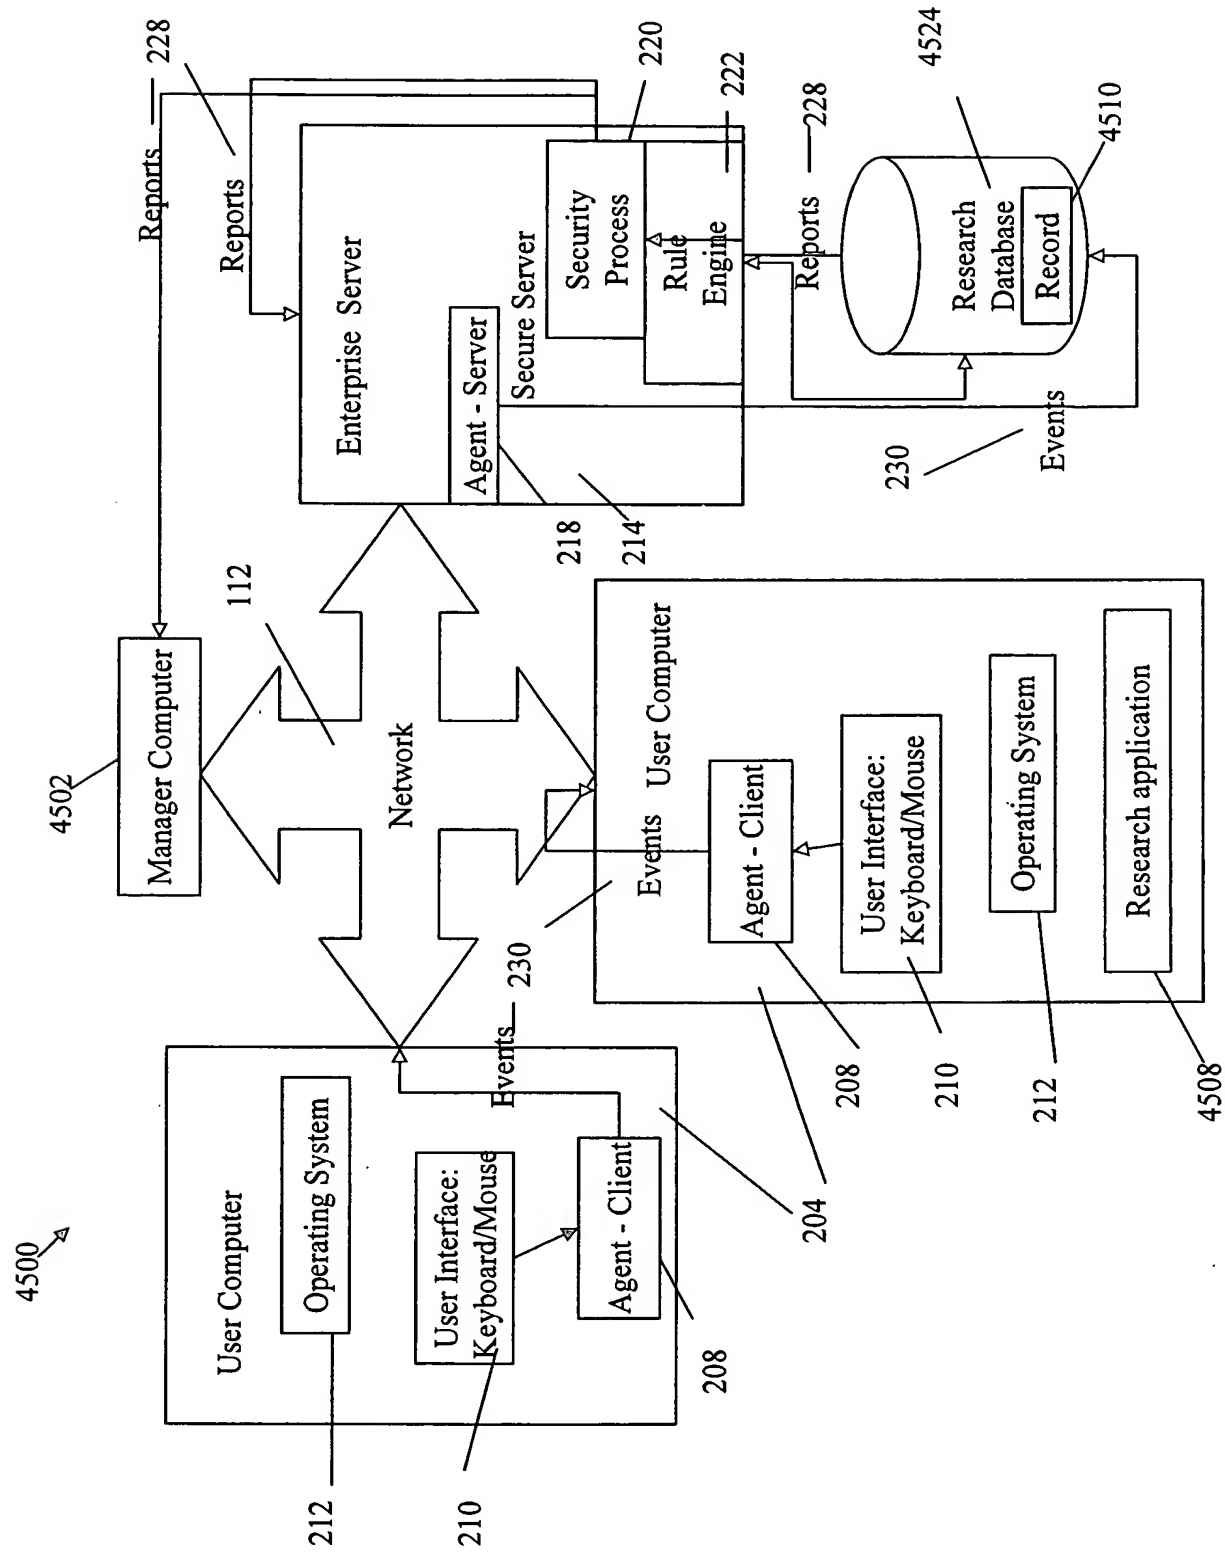 4500
User Computer
Operating System
212
User Interface:
Keyboard/Mouse
210
Agent - Client
208
Events
230
204
4502
Manager Computer
112
Network
Events
User Computer
Agent - Client
208
User Interface:
Keyboard/Mouse
210
Operating System
212
Research application
4508
Reports
228
Reports
Enterprise Server
Agent - Server
218
214
Secure Server
Security
Process
220
Rule
Engine
222
Reports
228
4524
Research
Database
Record
4510
Events
230